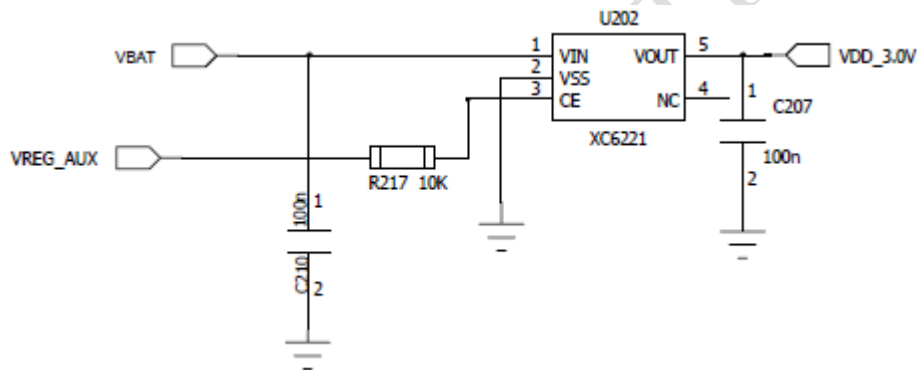 U202
VBAT
1
2
3
VIN
VSS
CE
VOUT
NC
5
4
VDD_3.0V
XC6221
1
C207
100n
2
VREG_AUX
R217 10K
100n
1
C210
2